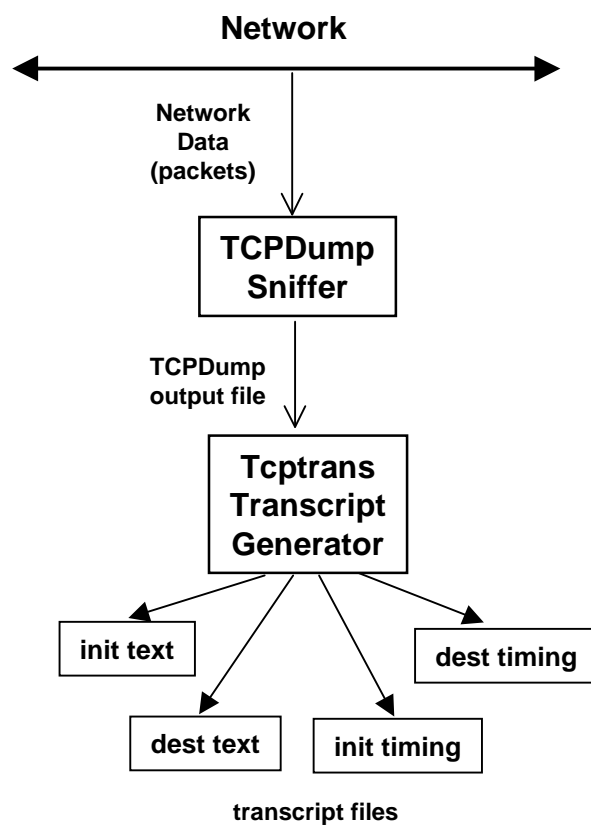 Network
Network
Data
(packets)
TCPDump
Sniffer
TCPDump
output file
Tcptrans
Transcript
Generator
init text
dest timing
dest text
init timing
transcript files